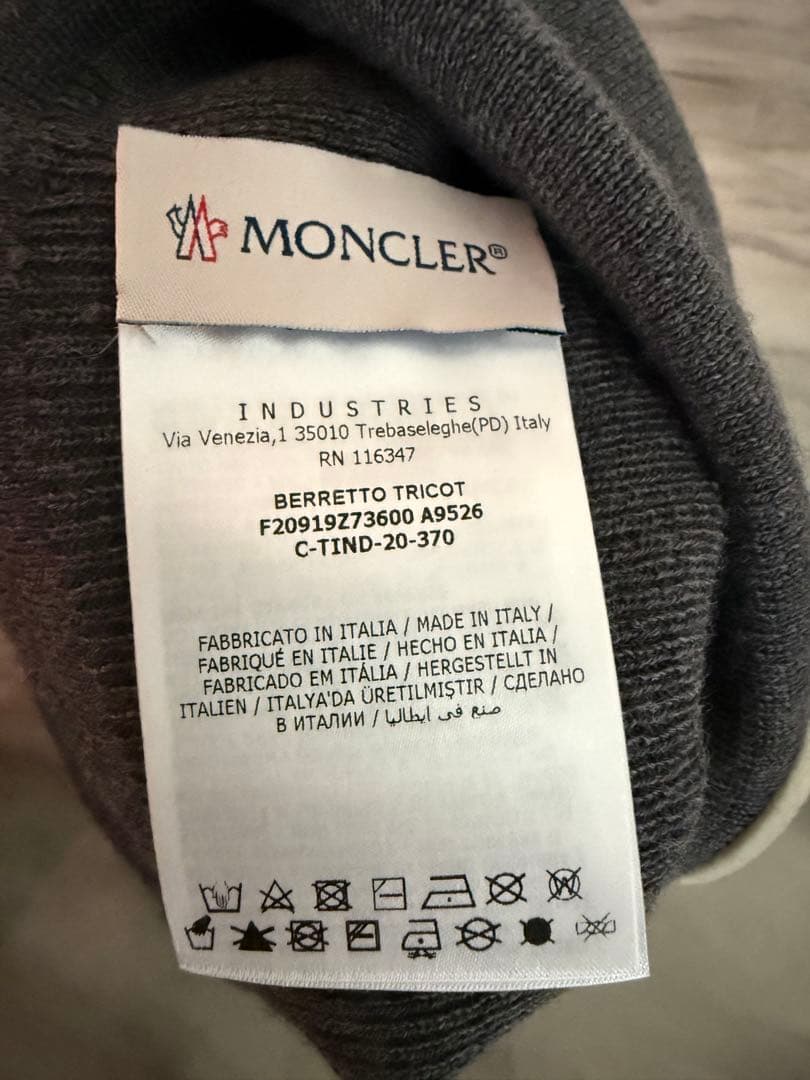 MONCLER®
INDUSTRIES
Via Venezia,1 35010 Trebaseleghe(PD) Italy
RN 116347
BERRETTO TRICOT
F20919Z73600 A9526
C-TIND-20-370
FABBRICATO IN ITALIA / MADE IN ITALY /
FABRIQUÉ EN ITALIE / HECHO EN ITALIA /
FABRICADO EM ITÁLIA / HERGESTELLT IN
ITALIEN / ITALYA'DA ÜRETILMIŞTIR / СДЕЛАНО
В ИТАЛИИ / صنع في ايطاليا